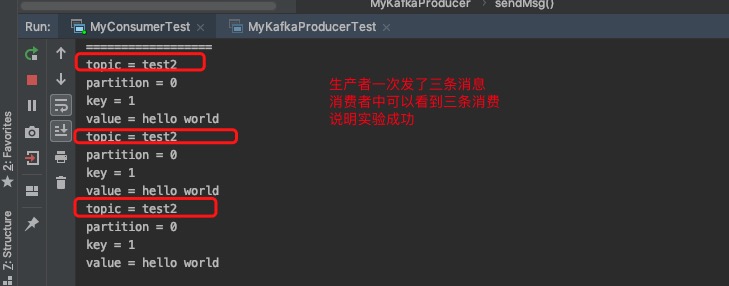 MyKafkaProducer › sendMsg()
Run: MyConsumerTest × MyKafkaProducerTest ×
==================
topic = test2
partition = 0
key = 1
value = hello world
topic = test2
partition = 0
key = 1
value = hello world
topic = test2
partition = 0
key = 1
value = hello world
生产者一次发了三条消息
消费者中可以看到三条消费
说明实验成功
2: Favorites
Z: Structure